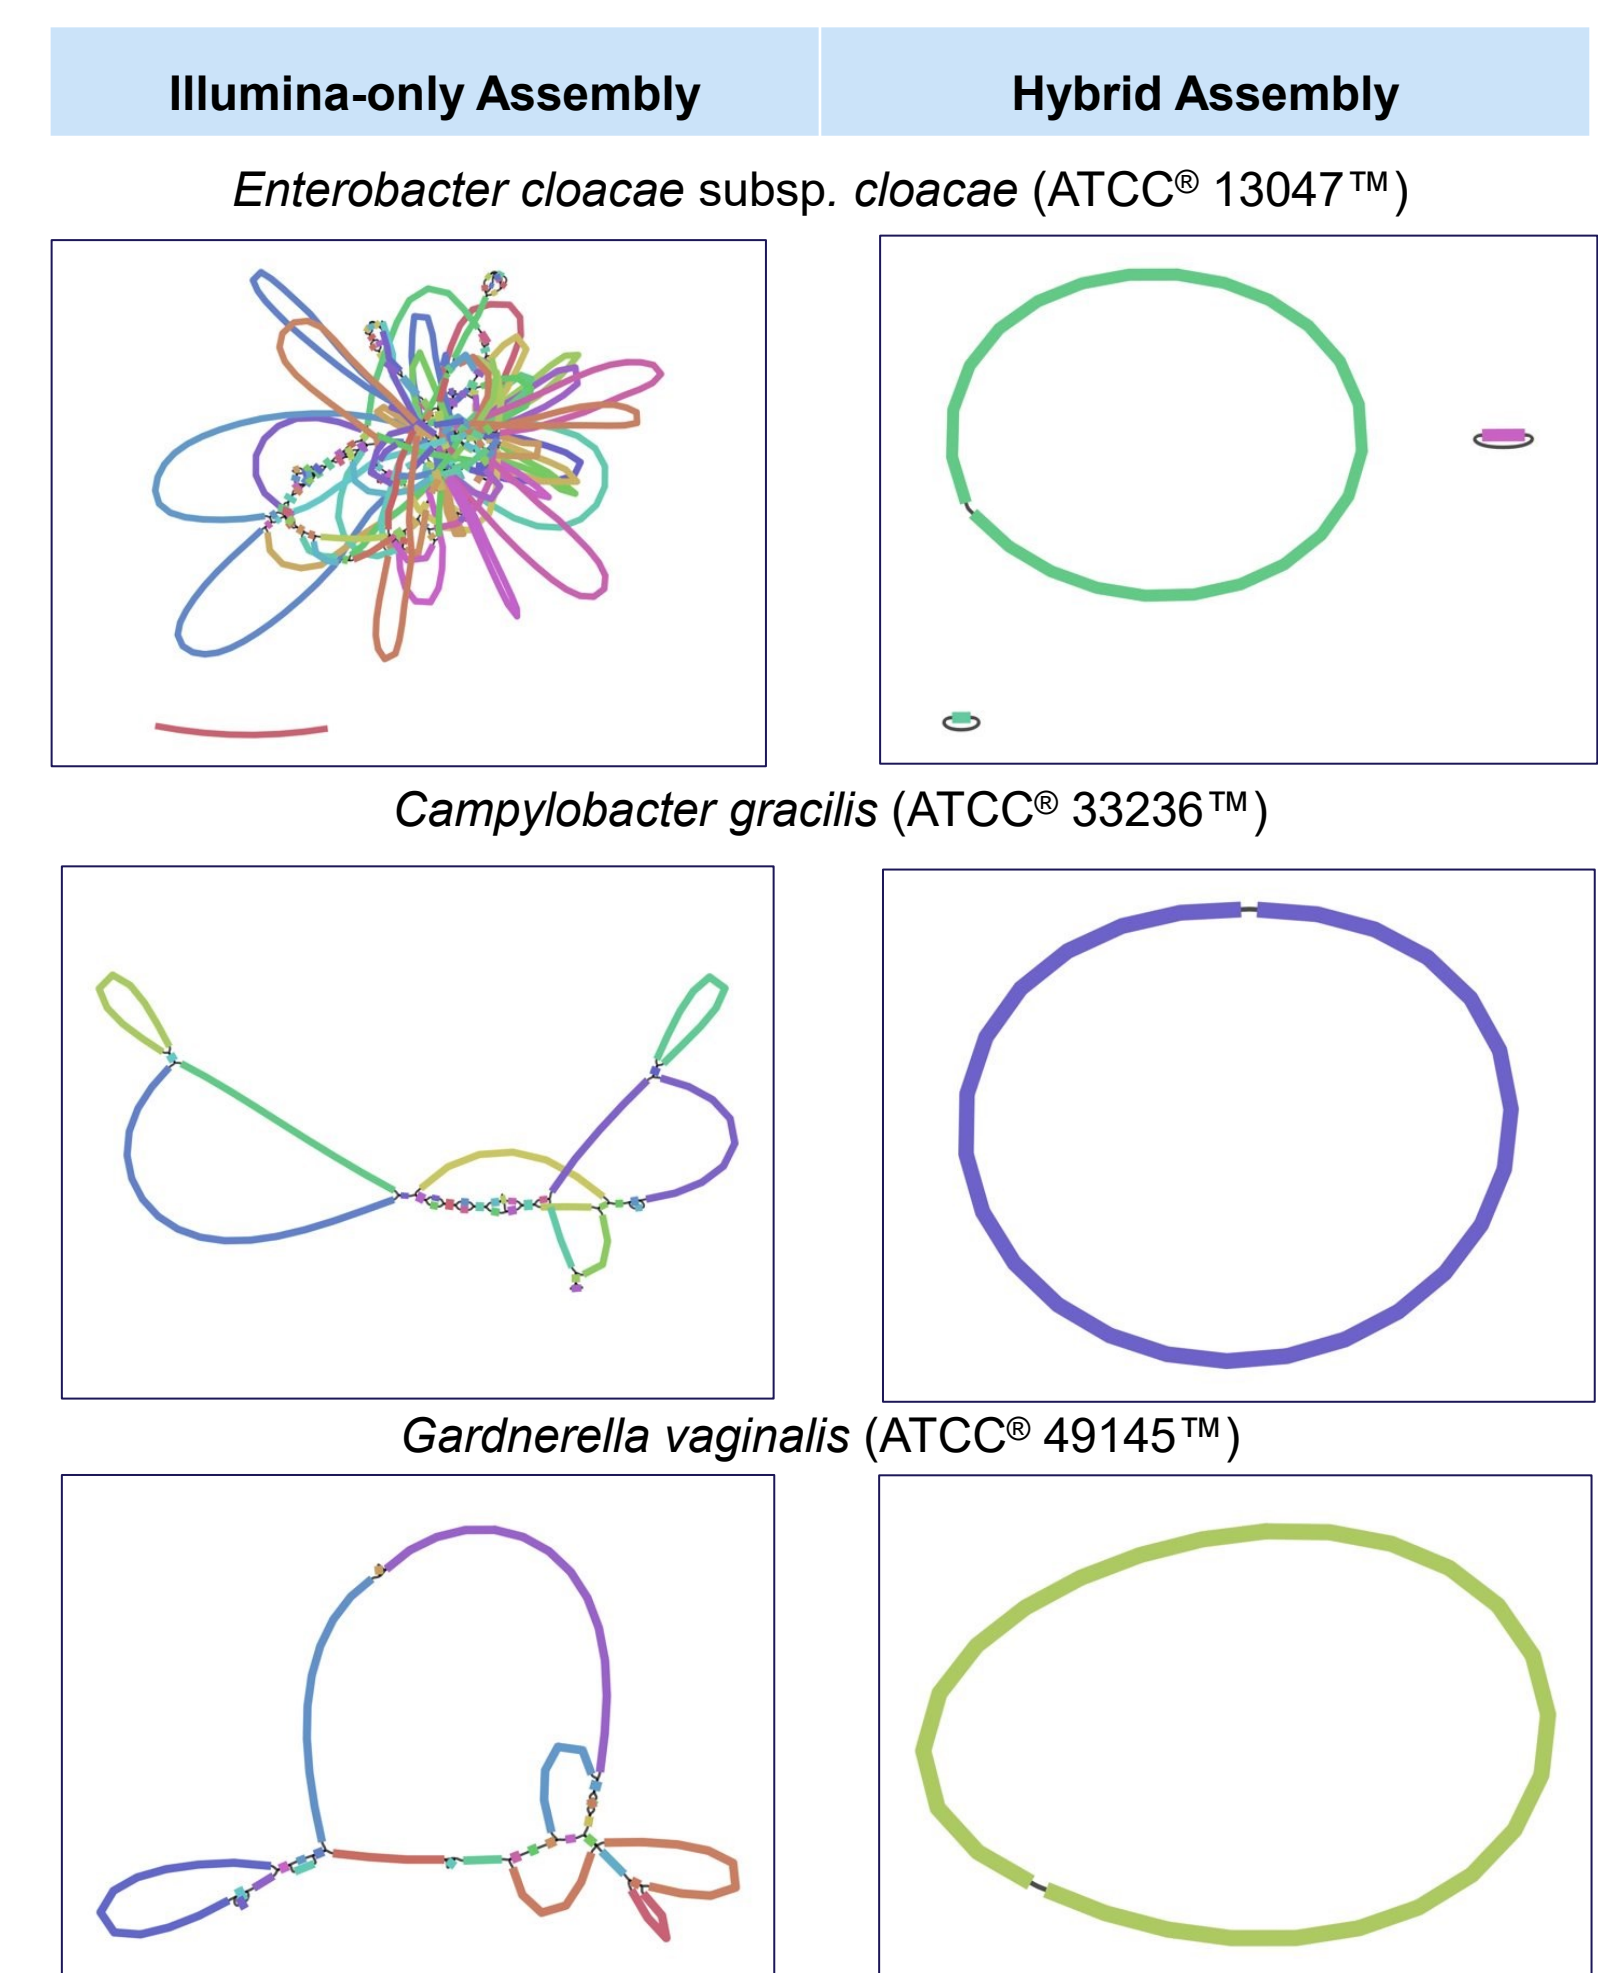 Illumina-only Assembly
Hybrid Assembly
Enterobacter cloacae subsp. cloacae (ATCC® 13047™)
Campylobacter gracilis (ATCC® 33236™)
Gardnerella vaginalis (ATCC® 49145™)